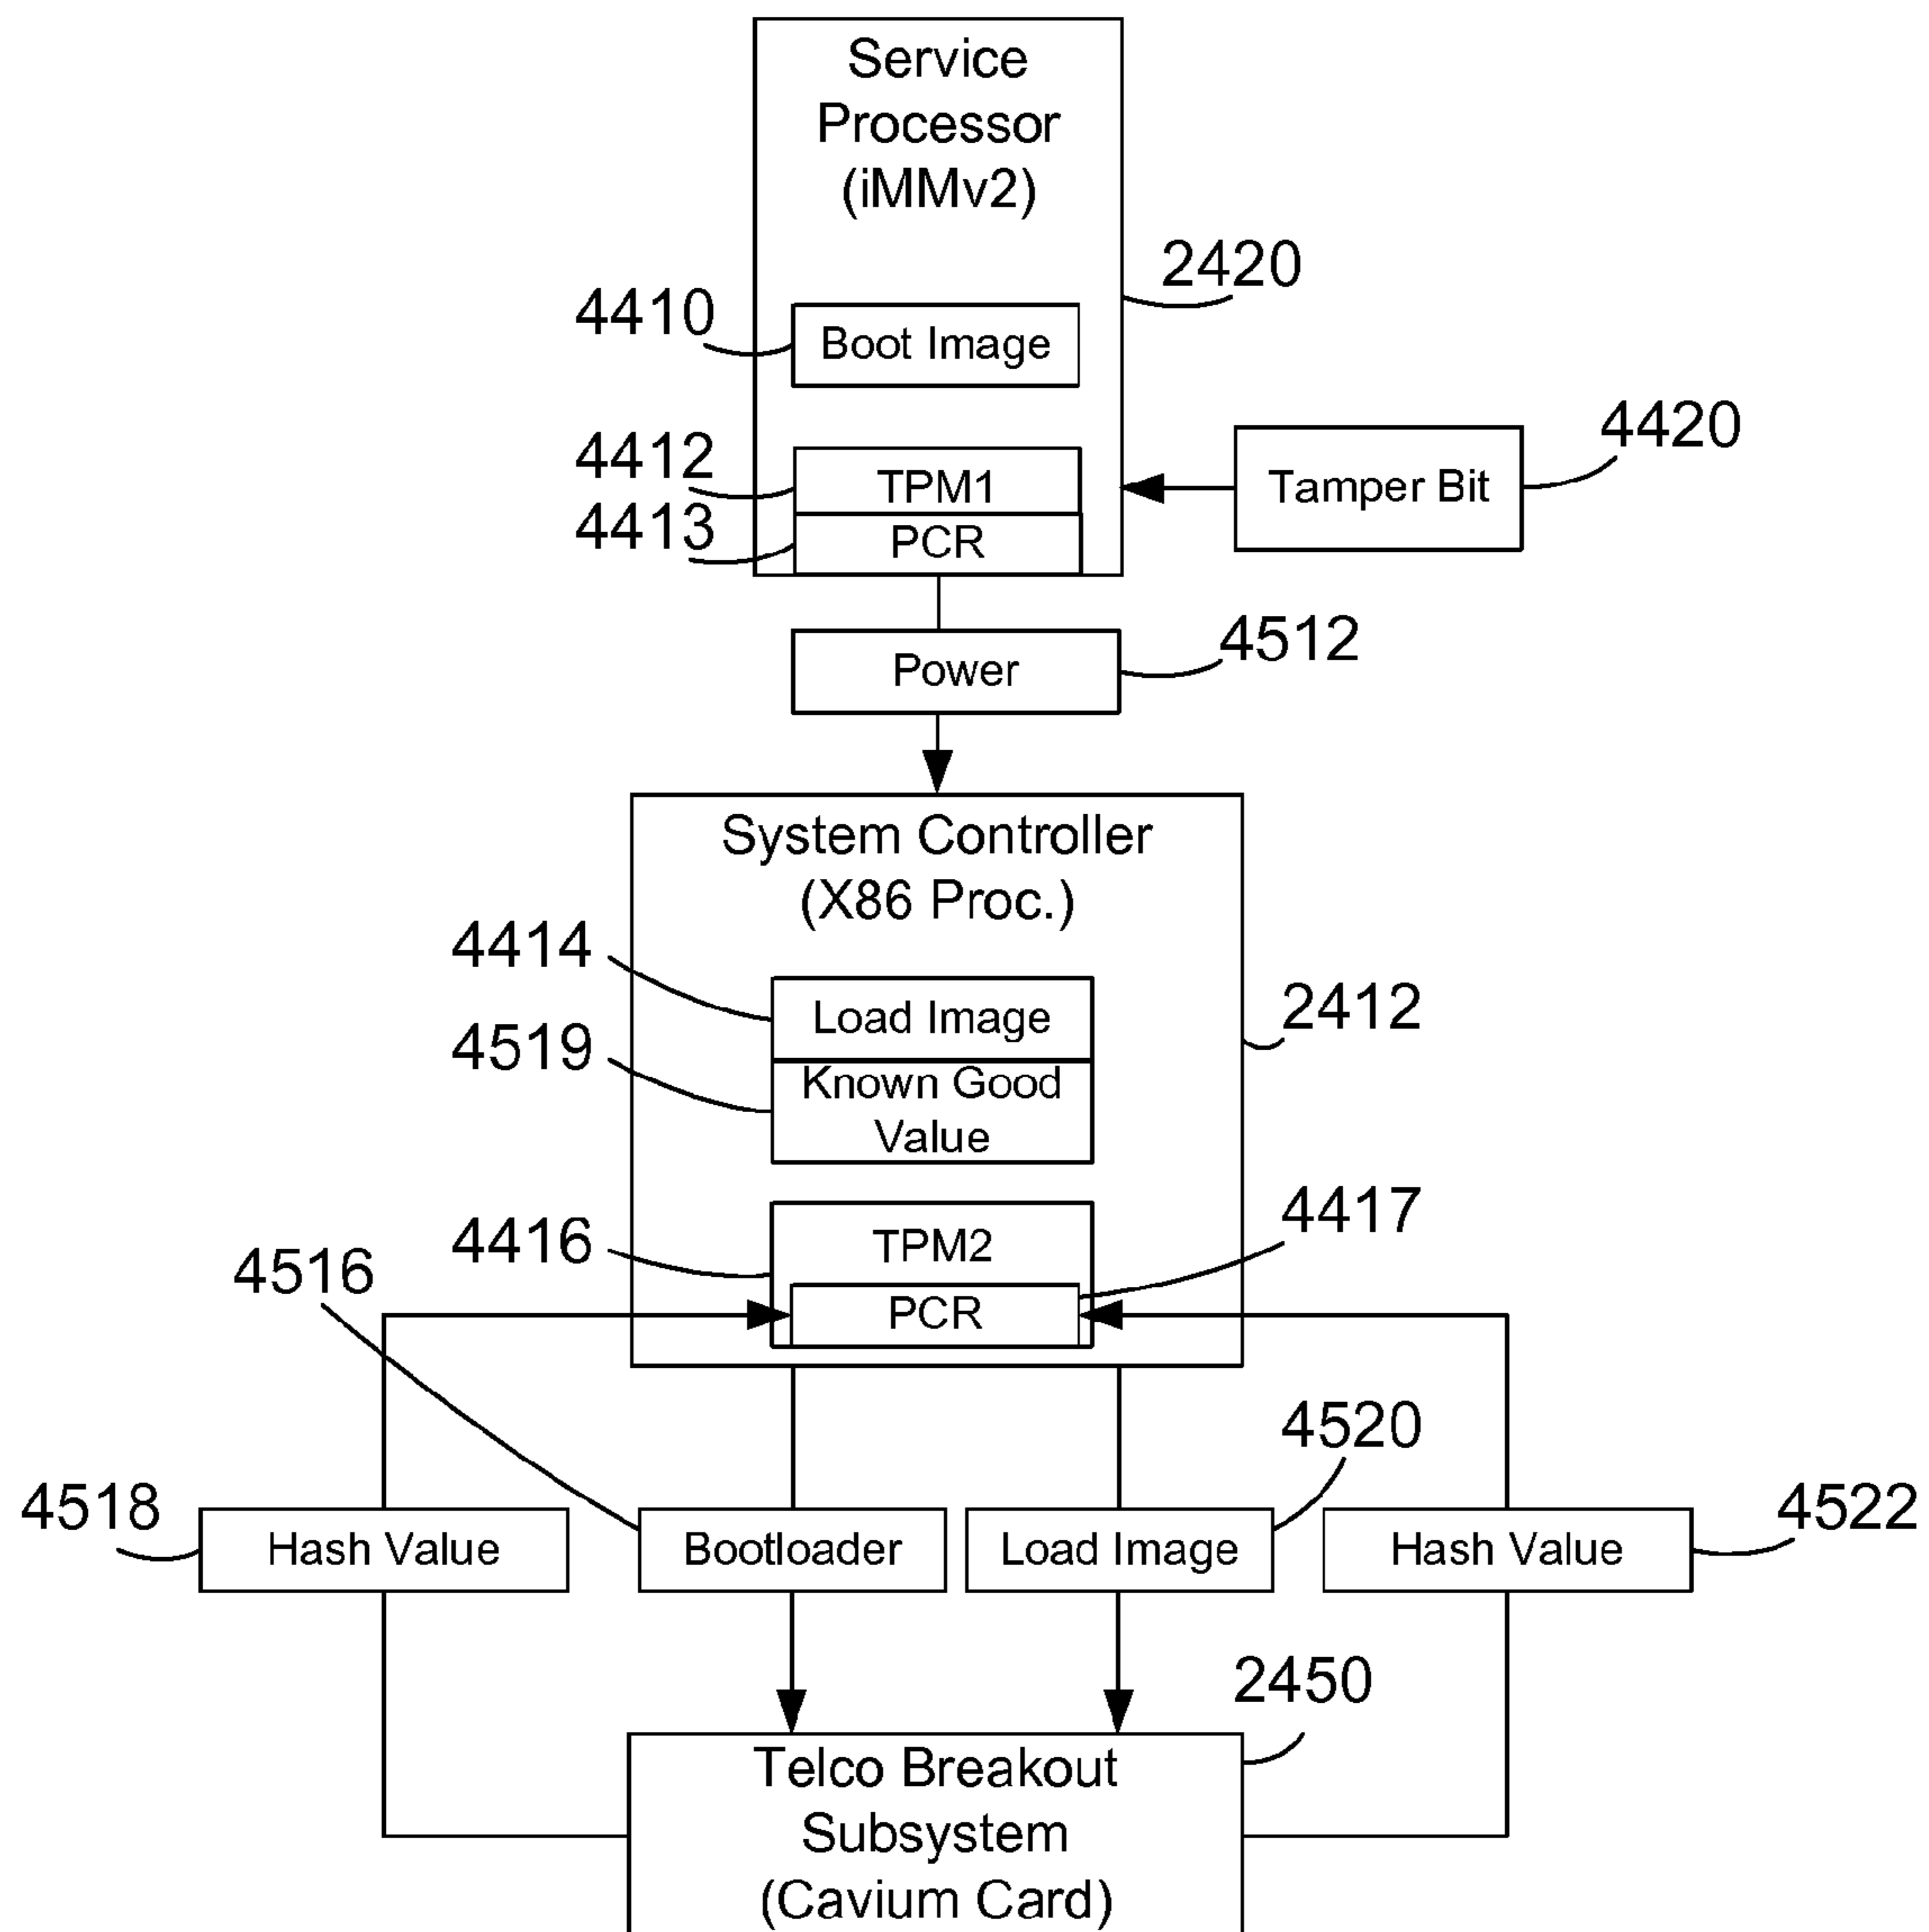 Service
Processor
(iMMv2)
2420
4410
Boot Image
4412
TPM1
4413
PCR
Tamper Bit
4420
Power
4512
System Controller
(X86 Proc.)
4414
Load Image
2412
4519
Known Good
Value
4416
TPM2
4417
PCR
4516
4520
4518
Hash Value
Bootloader
Load Image
Hash Value
4522
2450
Telco Breakout
Subsystem
(Cavium Card)